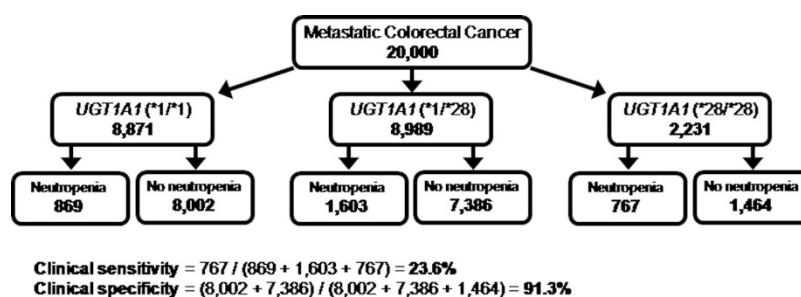 Metastatic Colorectal Cancer
20,000
UGT1A1 (*1/*1)
8,871
UGT1A1 (*1/*28)
8,989
UGT1A1 (*28/*28)
2,231
Neutropenia
869
No neutropenia
8,002
Neutropenia
1,603
No neutropenia
7,386
Neutropenia
767
No neutropenia
1,464
Clinical sensitivity = 767 / (869 + 1,603 + 767) = 23.6%
Clinical specificity = (8,002 + 7,386) / (8,002 + 7,386 + 1,464) = 91.3%